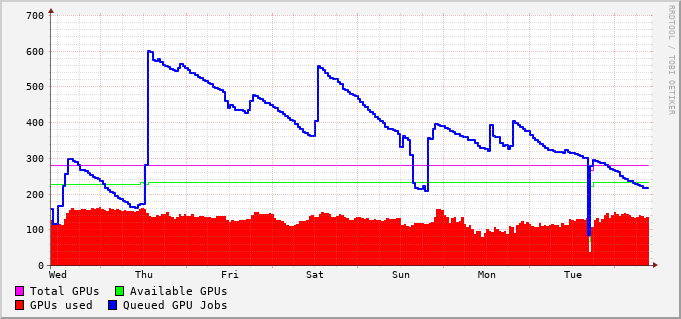 700
600
500
400
300
200
100
0
Wed Thu Fri Sat Sun Mon Tue
Total GPUs Available GPUs
GPUs used Queued GPU Jobs
RRDTOOL / TOBI OETIKER